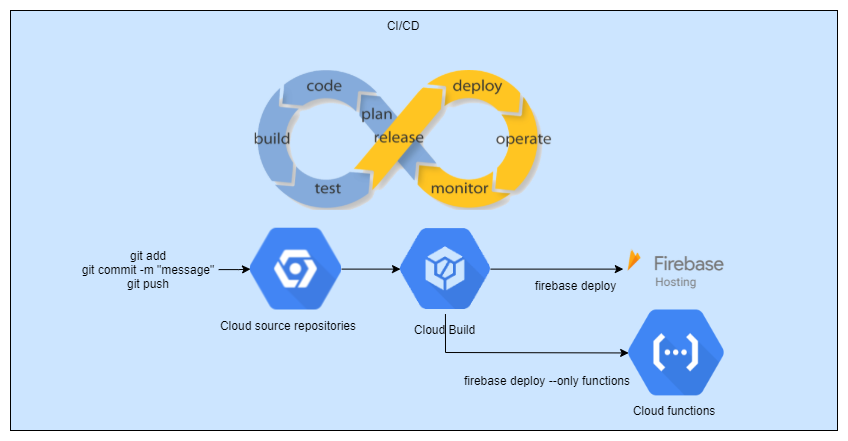 CI/CD
code
deploy
plan
build
release
operate
test
monitor
git add
git commit -m "message"
git push
Firebase
Hosting
firebase deploy
Cloud source repositories
Cloud Build
firebase deploy --only functions
Cloud functions